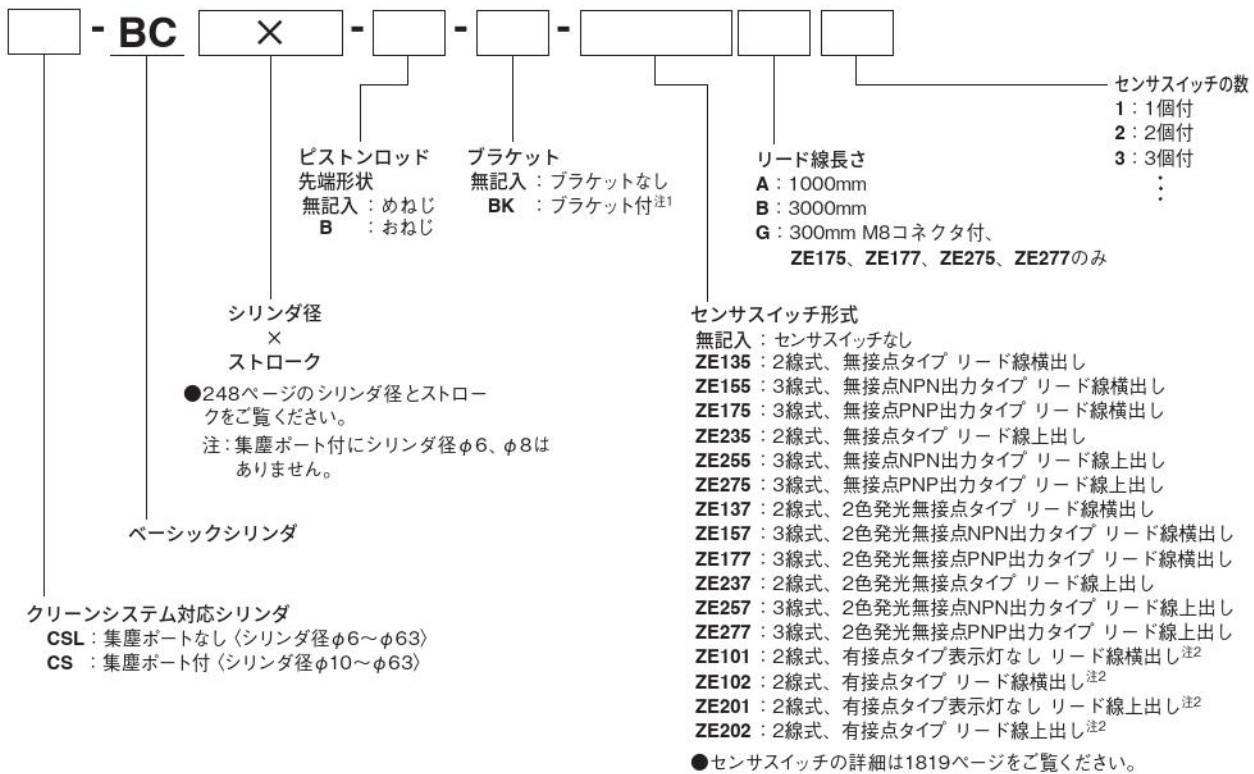 - BC × - - -
センサスイッチの数
1：1個付
2：2個付
3：3個付
⋮
ピストンロッド
先端形状
無記入：めねじ
B：おねじ
ブラケット
無記入：ブラケットなし
BK：ブラケット付注1
リード線長さ
A：1000mm
B：3000mm
G：300mm M8コネクタ付、
ZE175、ZE177、ZE275、ZE277のみ
シリンダ径
×
ストローク
●248ページのシリンダ径とストロー
クをご覧ください。
注：集塵ポート付にシリンダ径φ6、φ8は
ありません。
ベーシックシリンダ
クリーンシステム対応シリンダ
CSL：集塵ポートなし〈シリンダ径φ6～φ63〉
CS：集塵ポート付〈シリンダ径φ10～φ63〉
センサスイッチ形式
無記入：センサスイッチなし
ZE135：2線式、無接点タイプ リード線横出し
ZE155：3線式、無接点NPN出力タイプ リード線横出し
ZE175：3線式、無接点PNP出力タイプ リード線横出し
ZE235：2線式、無接点タイプ リード線上出し
ZE255：3線式、無接点NPN出力タイプ リード線上出し
ZE275：3線式、無接点PNP出力タイプ リード線上出し
ZE137：2線式、2色発光無接点タイプ リード線横出し
ZE157：3線式、2色発光無接点NPN出力タイプ リード線横出し
ZE177：3線式、2色発光無接点PNP出力タイプ リード線横出し
ZE237：2線式、2色発光無接点タイプ リード線上出し
ZE257：3線式、2色発光無接点NPN出力タイプ リード線上出し
ZE277：3線式、2色発光無接点PNP出力タイプ リード線上出し
ZE101：2線式、有接点タイプ表示灯なし リード線横出し注2
ZE102：2線式、有接点タイプ リード線横出し注2
ZE201：2線式、有接点タイプ表示灯なし リード線上出し注2
ZE202：2線式、有接点タイプ リード線上出し注2
●センサスイッチの詳細は1819ページをご覧ください。